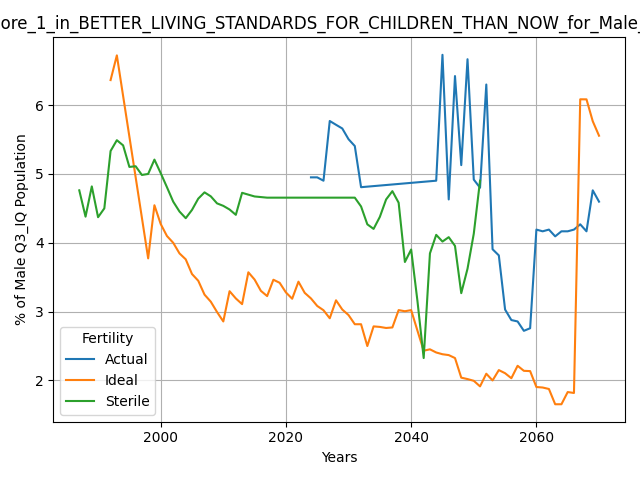 ore_1_in_BETTER_LIVING_STANDARDS_FOR_CHILDREN_THAN_NOW_for_Male_
% of Male Q3_IQ Population
6
5
4
3
2
Fertility
Actual
Ideal
Sterile
2000
2020
2040
2060
Years